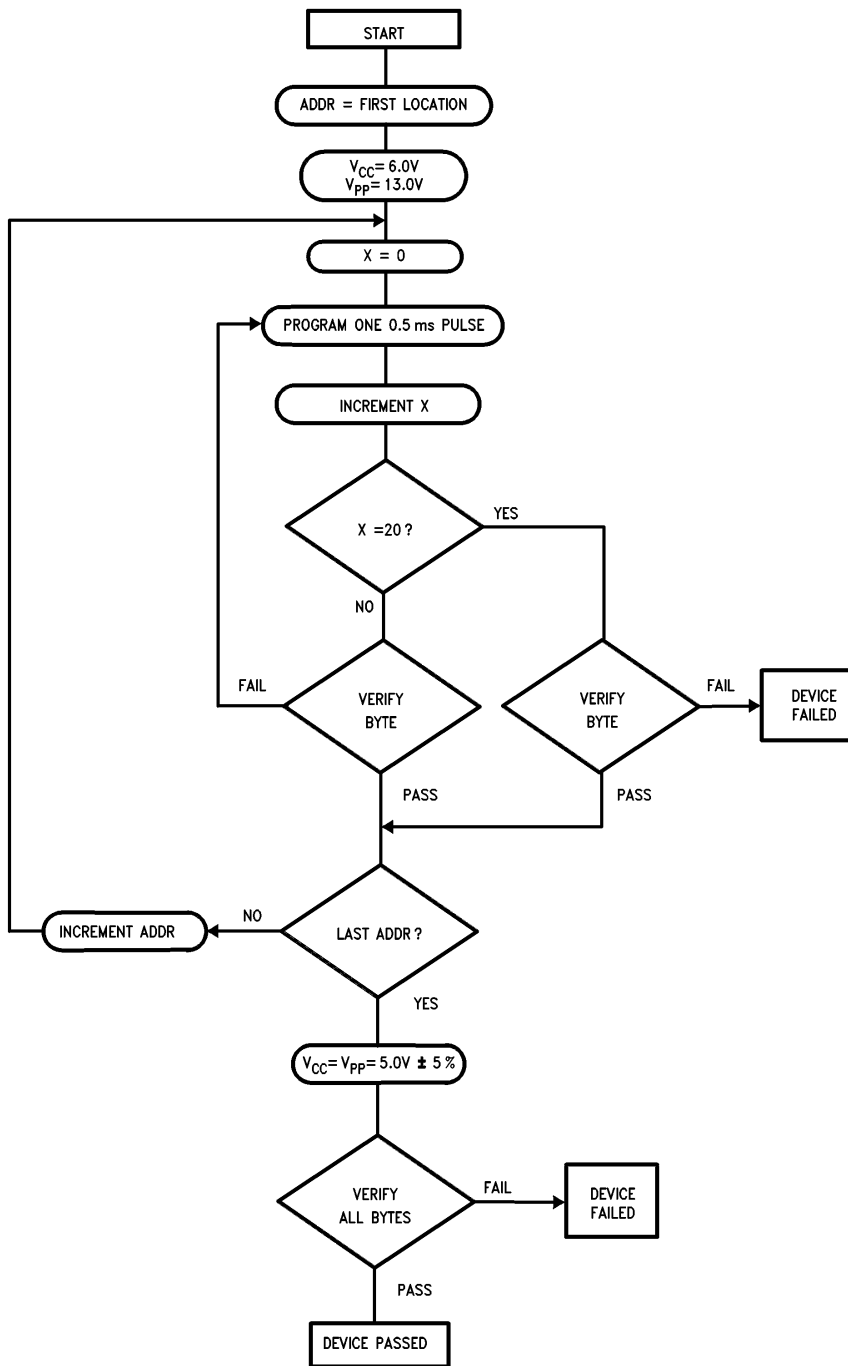 START
ADDR = FIRST LOCATION
VCC= 6.0V
VPP= 13.0V
X = 0
PROGRAM ONE 0.5 ms PULSE
INCREMENT X
X =20 ?
YES
NO
VERIFY
BYTE
FAIL
VERIFY
BYTE
FAIL
DEVICE
FAILED
PASS
PASS
LAST ADDR ?
NO
INCREMENT ADDR
YES
VCC= VPP= 5.0V ± 5 %
VERIFY
ALL BYTES
FAIL
DEVICE
FAILED
PASS
DEVICE PASSED